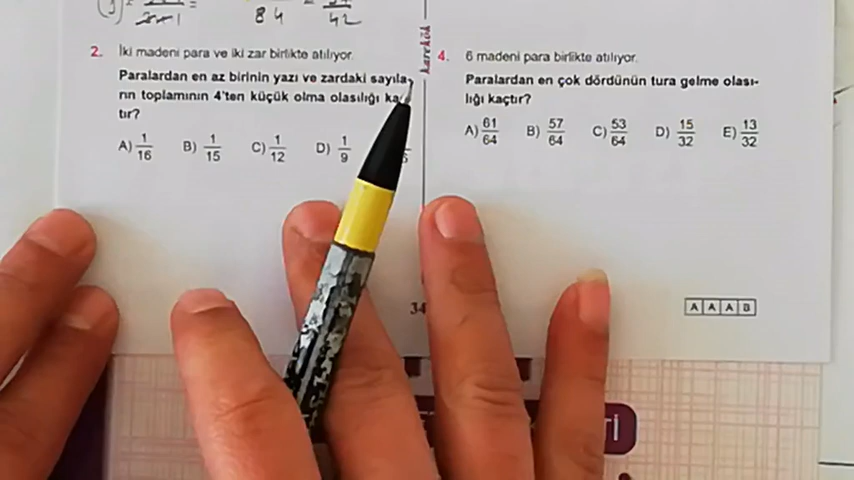 84
42
2. İki madeni para ve iki zar birlikte atılıyor.
Paralardan en az birinin yazı ve zardaki sayıla-
rın toplamının 4'ten küçük olma olasılığı
tır?
A) 1/16 B) 1/15 C) 1/12 D) 1/9
karekök
4. 6 madeni para birlikte atılıyor.
Paralardan en çok dördünün tura gelme olası-
lığı kaçtır?
A) 61/64 B) 57/64 C) 53/64 D) 15/32 E) 13/32
34
A A A B